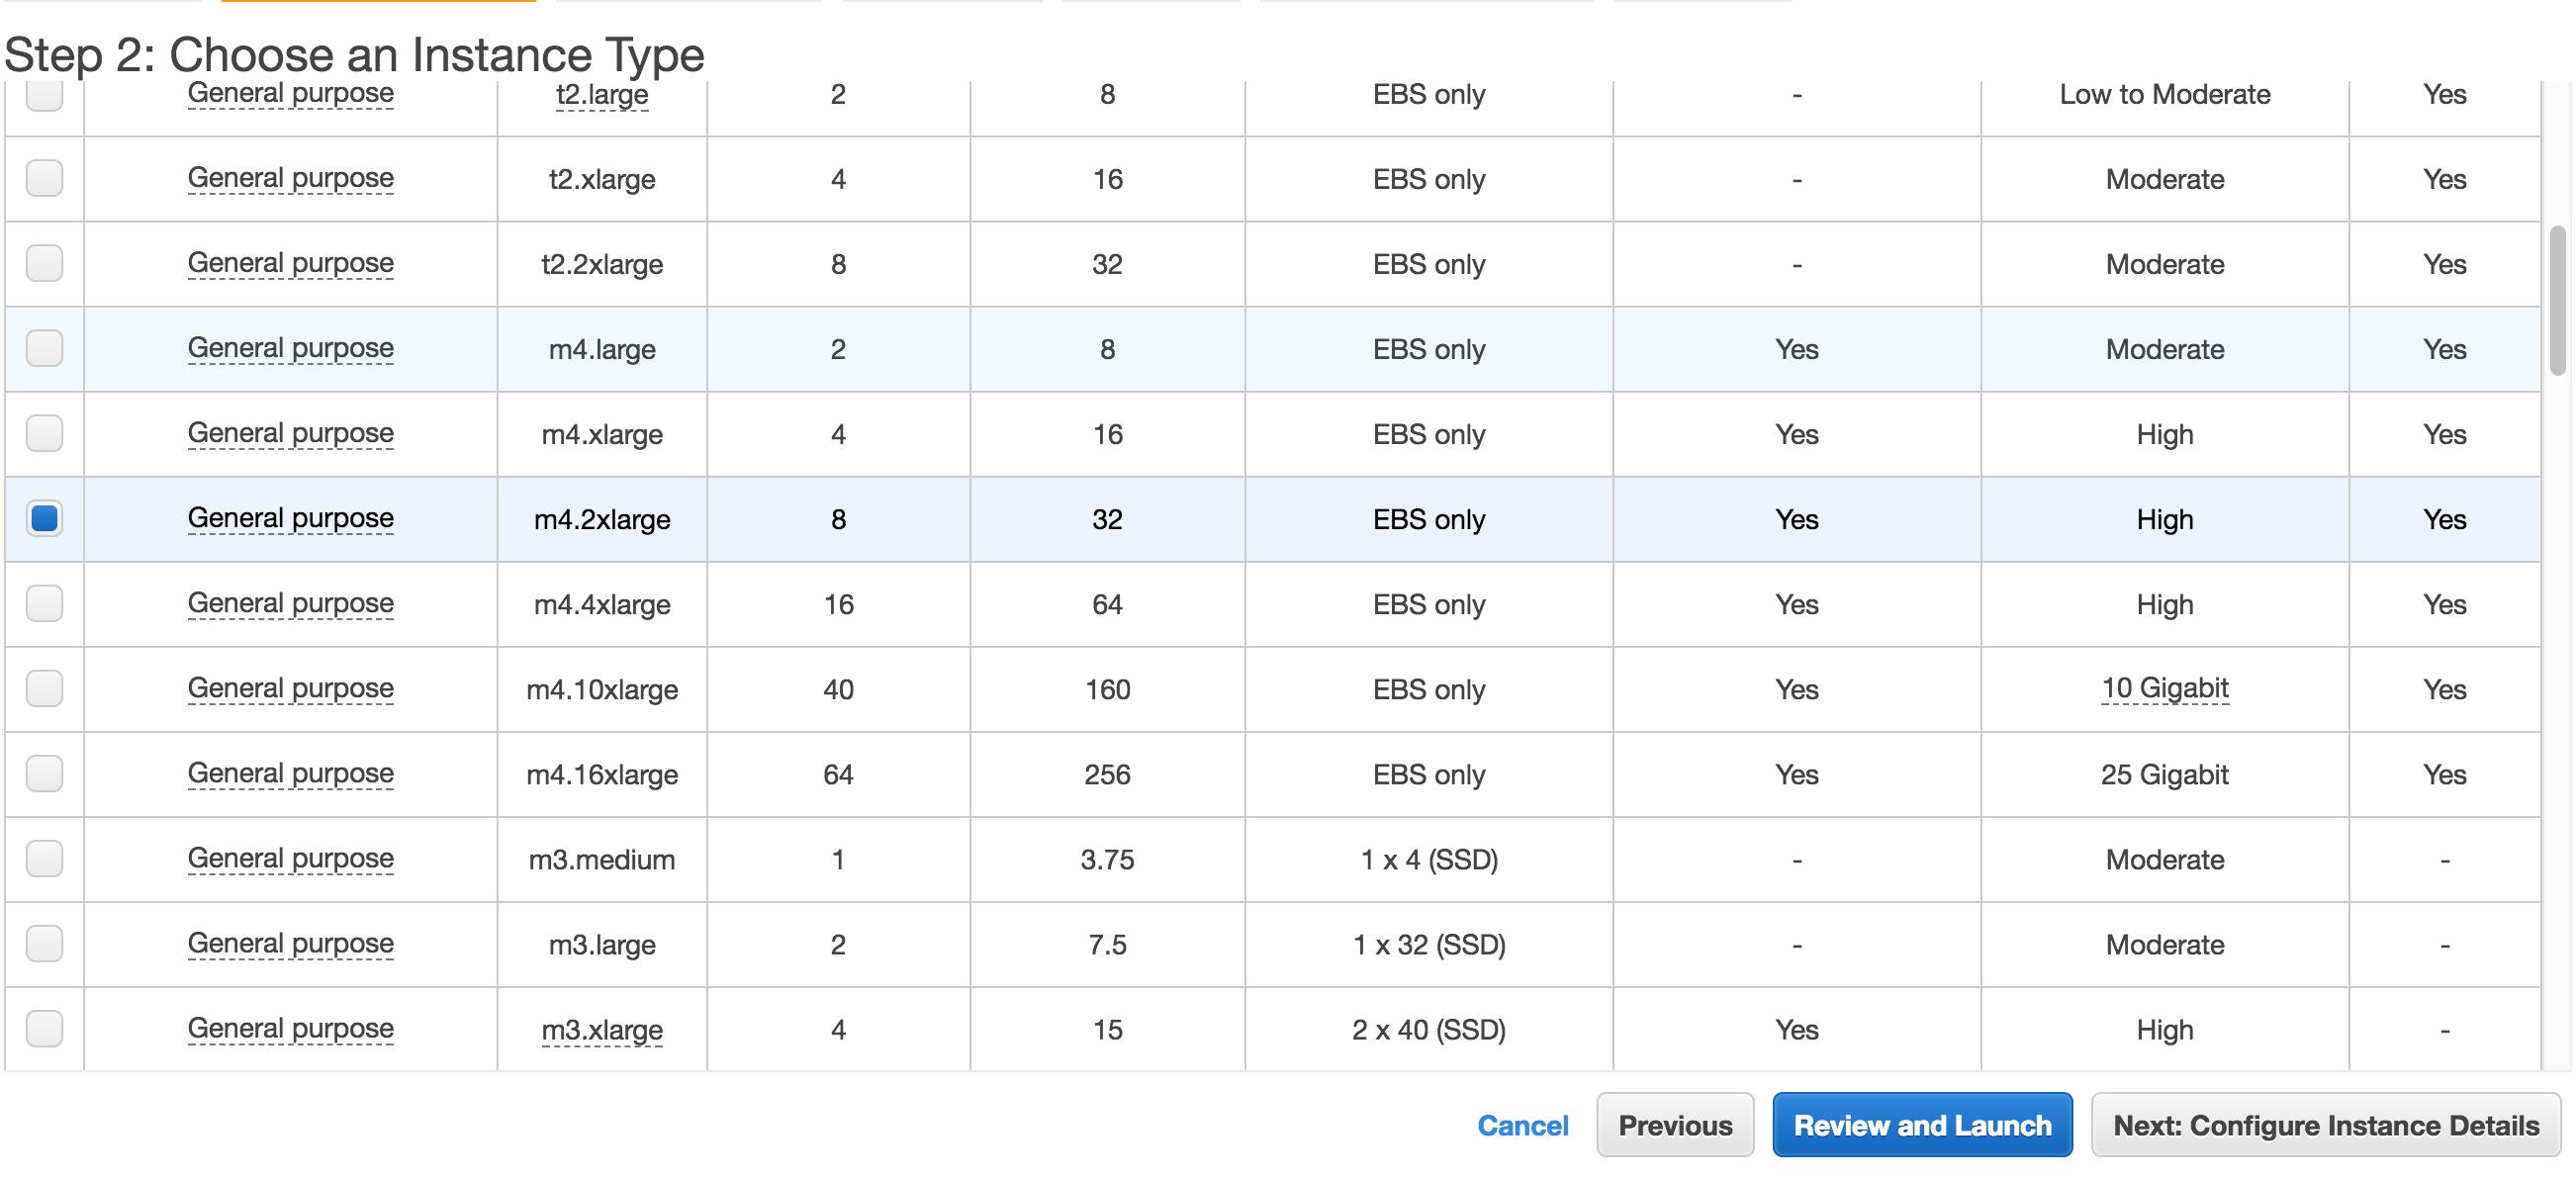 Step 2: Choose an Instance Type
General purpose t2.large 2 8 EBS only - Low to Moderate Yes
General purpose t2.xlarge 4 16 EBS only - Moderate Yes
General purpose t2.2xlarge 8 32 EBS only - Moderate Yes
General purpose m4.large 2 8 EBS only Yes Moderate Yes
General purpose m4.xlarge 4 16 EBS only Yes High Yes
General purpose m4.2xlarge 8 32 EBS only Yes High Yes
General purpose m4.4xlarge 16 64 EBS only Yes High Yes
General purpose m4.10xlarge 40 160 EBS only Yes 10 Gigabit Yes
General purpose m4.16xlarge 64 256 EBS only Yes 25 Gigabit Yes
General purpose m3.medium 1 3.75 1 x 4 (SSD) - Moderate -
General purpose m3.large 2 7.5 1 x 32 (SSD) - Moderate -
General purpose m3.xlarge 4 15 2 x 40 (SSD) Yes High -
Cancel Previous Review and Launch Next: Configure Instance Details